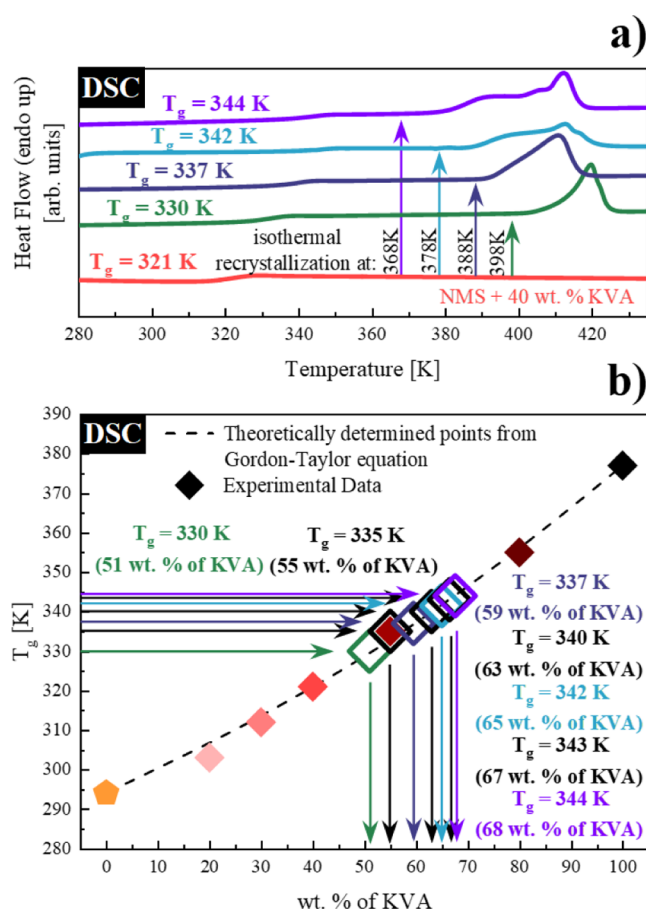 a)
DSC
Tg = 344 K
Tg = 342 K
Tg = 337 K
Tg = 330 K
Tg = 321 K
isothermal
recrystallization at:
368K
378K
388K
398K
NMS + 40 wt. % KVA
Heat Flow (endo up)
[arb. units]
280 300 320 340 360 380 400 420
Temperature [K]
b)
DSC
Theoretically determined points from
Gordon-Taylor equation
Experimental Data
Tg = 330 K
(51 wt. % of KVA)
Tg = 335 K
(55 wt. % of KVA)
Tg = 337 K
(59 wt. % of KVA)
Tg = 340 K
(63 wt. % of KVA)
Tg = 342 K
(65 wt. % of KVA)
Tg = 343 K
(67 wt. % of KVA)
Tg = 344 K
(68 wt. % of KVA)
Tg [K]
390
380
370
360
350
340
330
320
310
300
290
280
0 10 20 30 40 50 60 70 80 90 100
wt. % of KVA